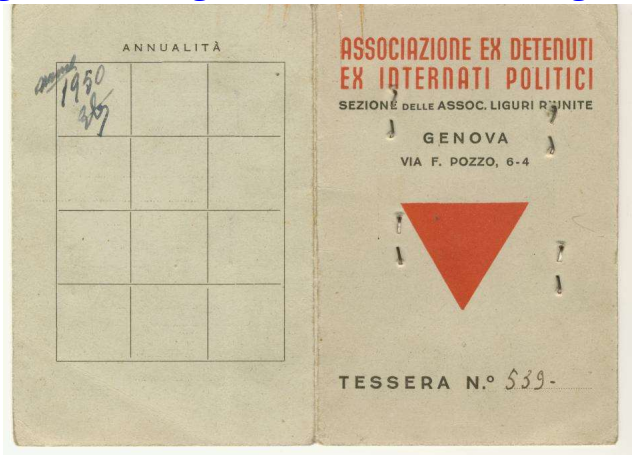 ANNUALITÀ
1950
ASSOCIAZIONE EX DETENUTI
EX INTERNATI POLITICI
SEZIONE DELLE ASSOC. LIGURI RIUNITE
GENOVA
VIA F. POZZO, 6-4
TESSERA N.º 539-